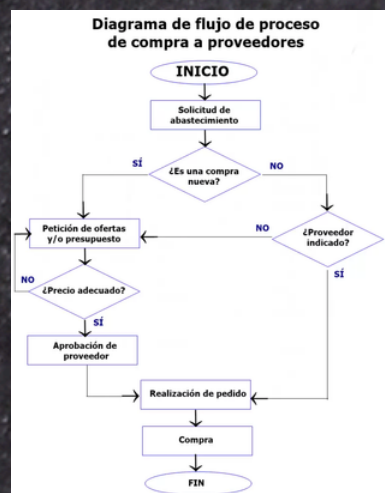 Diagrama de flujo de proceso
de compra a proveedores
INICIO
Solicitud de
abastecimiento
¿Es una compra
nueva?
SÍ
NO
Petición de ofertas
y/o presupuesto
NO
¿Proveedor
indicado?
NO
¿Precio adecuado?
SÍ
SÍ
Aprobación de
proveedor
Realización de pedido
Compra
FIN